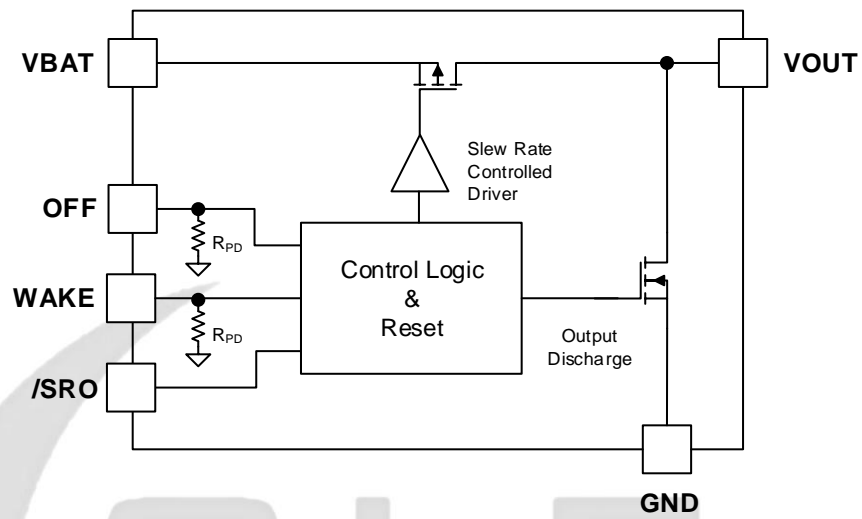 VBAT
VOUT
Slew Rate
Controlled
Driver
OFF
RPD
Control Logic
&
Reset
WAKE
RPD
Output
Discharge
/SRO
GND